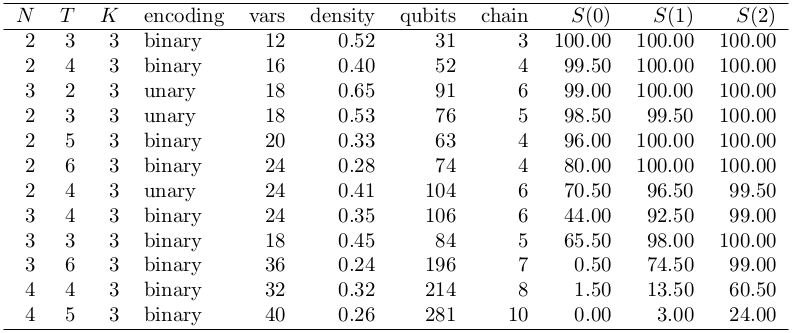 N T K encoding vars density qubits chain S(0) S(1) S(2)
2 3 3 binary 12 0.52 31 3 100.00 100.00 100.00
2 4 3 binary 16 0.40 52 4 99.50 100.00 100.00
3 2 3 unary 18 0.65 91 6 99.00 100.00 100.00
2 3 3 unary 18 0.53 76 5 98.50 99.50 100.00
2 5 3 binary 20 0.33 63 4 96.00 100.00 100.00
2 6 3 binary 24 0.28 74 4 80.00 100.00 100.00
2 4 3 unary 24 0.41 104 6 70.50 96.50 99.50
3 4 3 binary 24 0.35 106 6 44.00 92.50 99.00
3 3 3 binary 18 0.45 84 5 65.50 98.00 100.00
3 6 3 binary 36 0.24 196 7 0.50 74.50 99.00
4 4 3 binary 32 0.32 214 8 1.50 13.50 60.50
4 5 3 binary 40 0.26 281 10 0.00 3.00 24.00